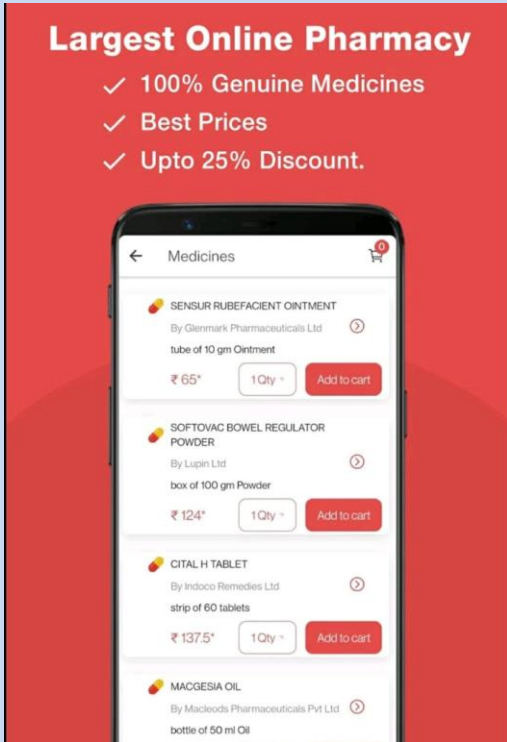 Largest Online Pharmacy
✓ 100% Genuine Medicines
✓ Best Prices
✓ Upto 25% Discount.
← Medicines
0
SENSUR RUBEFACIENT OINTMENT
By Glenmark Pharmaceuticals Ltd
tube of 10 gm Ointment
₹ 65*
1 Qty
Add to cart
SOFTOVAC BOWEL REGULATOR
POWDER
By Lupin Ltd
box of 100 gm Powder
₹ 124*
1 Qty
Add to cart
CITAL H TABLET
By Indoco Remedies Ltd
strip of 60 tablets
₹ 137.5*
1 Qty
Add to cart
MACGESIA OIL
By Macleods Pharmaceuticals Pvt Ltd
bottle of 50 ml Oil